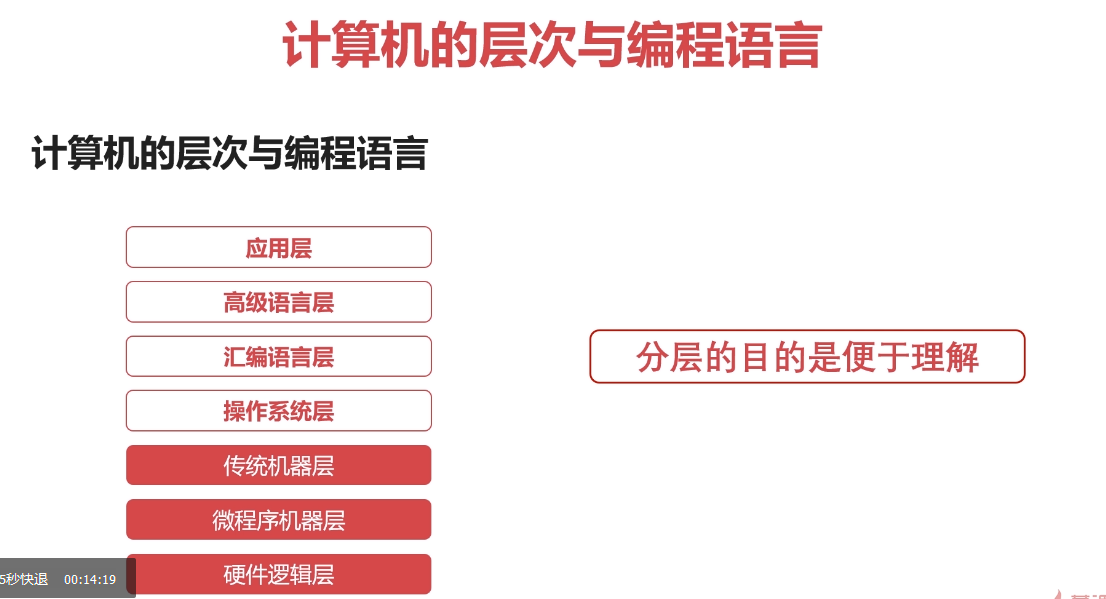 计算机的层次与编程语言
计算机的层次与编程语言
应用层
高级语言层
汇编语言层
操作系统层
传统机器层
微程序机器层
硬件逻辑层
分层的目的是便于理解
5秒快退 00:14:19